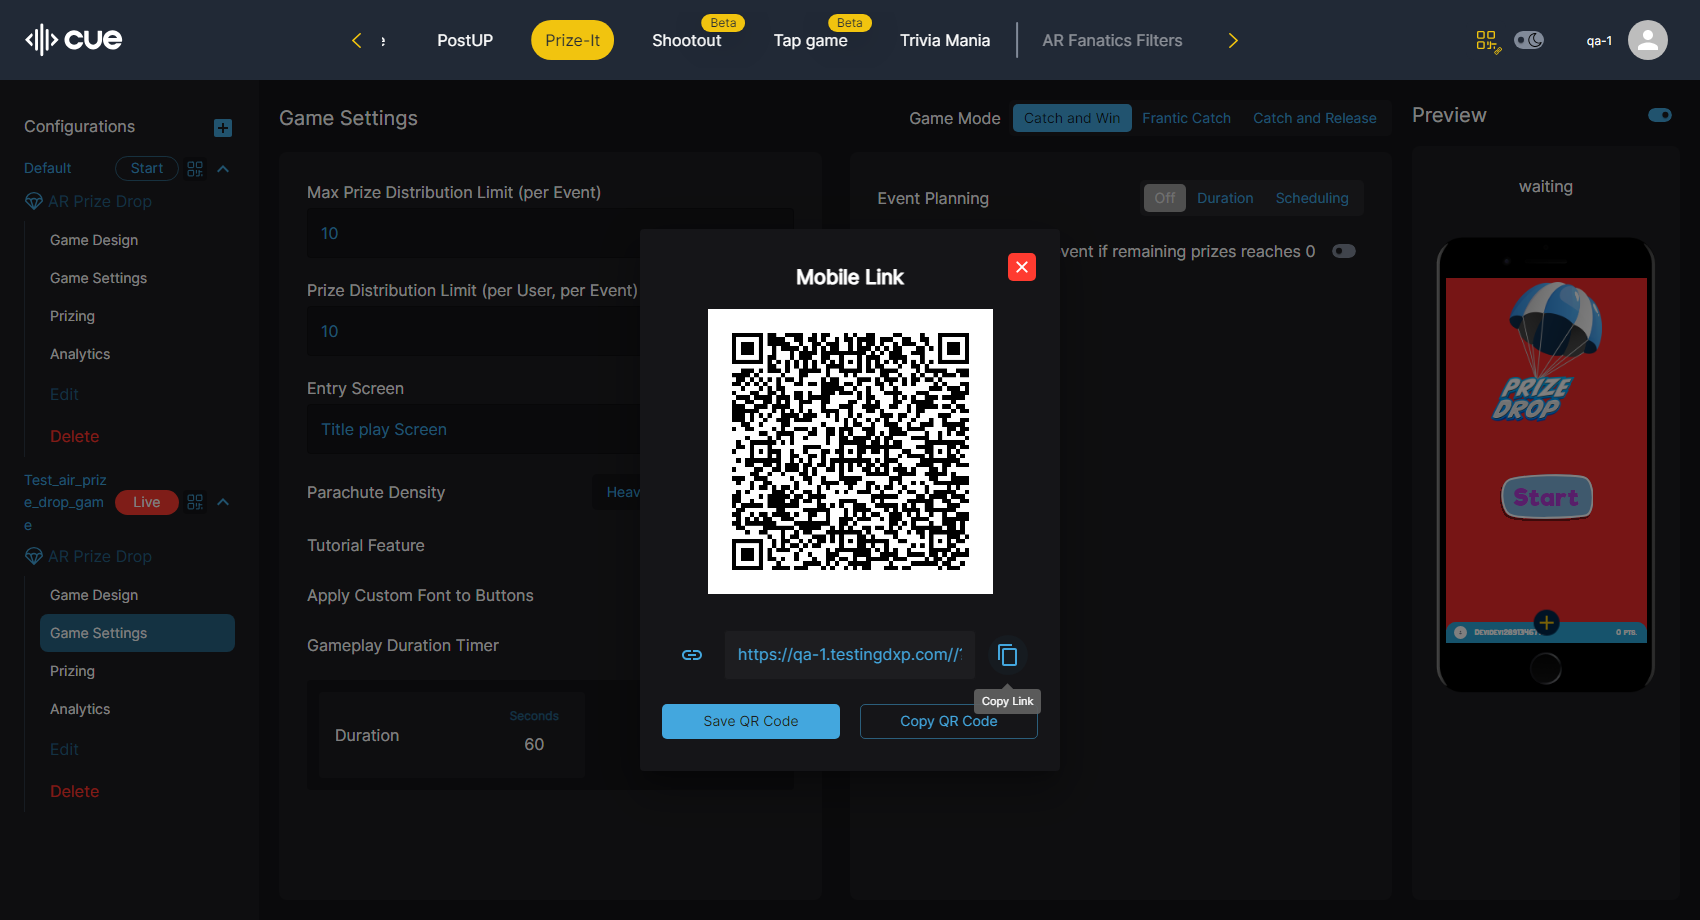 cue
PostUP
Prize-It
Beta
Shootout
Beta
Tap game
Trivia Mania
AR Fanatics Filters
qa-1
Configurations
Default
Start
AR Prize Drop
Game Design
Game Settings
Prizing
Analytics
Edit
Delete
Test_air_priz
e_drop_gam
e
Live
AR Prize Drop
Game Design
Game Settings
Prizing
Analytics
Edit
Delete
Game Settings
Game Mode
Catch and Win
Frantic Catch
Catch and Release
Max Prize Distribution Limit (per Event)
10
Prize Distribution Limit (per User, per Event)
10
Entry Screen
Title play Screen
Parachute Density
Heav
Tutorial Feature
Apply Custom Font to Buttons
Gameplay Duration Timer
Duration
Seconds
60
Event Planning
Off
Duration
Scheduling
vent if remaining prizes reaches 0
Mobile Link
https://qa-1.testingdxp.com//?
Copy Link
Save QR Code
Copy QR Code
Preview
waiting
PRIZE
DROP
Start
0 PTS.